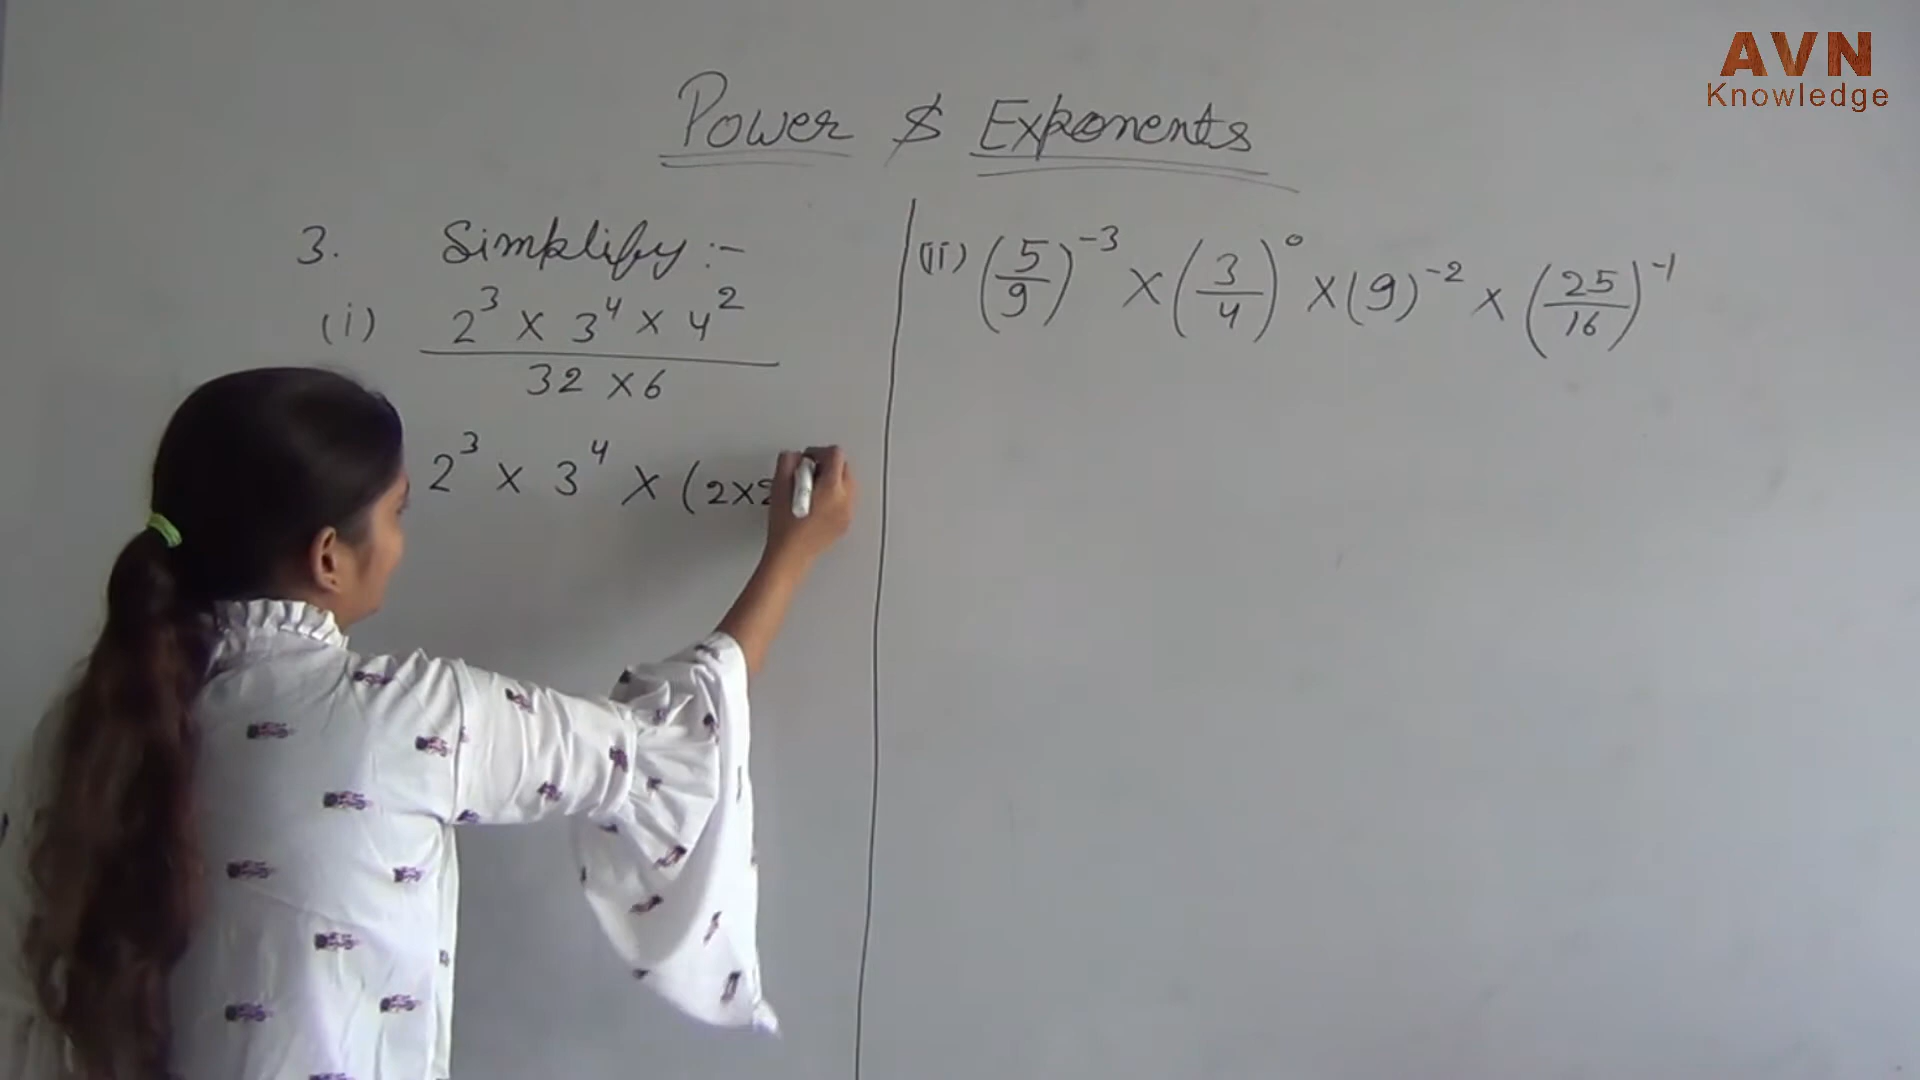 AVN
Knowledge
Power & Exponents
3. Simplify :-
(i) 2³ × 3⁴ × 4²
32 × 6
2³ × 3⁴ × (2×2
(ii) (5/9)⁻³ × (3/4)⁰ × (9)⁻² × (25/16)⁻¹